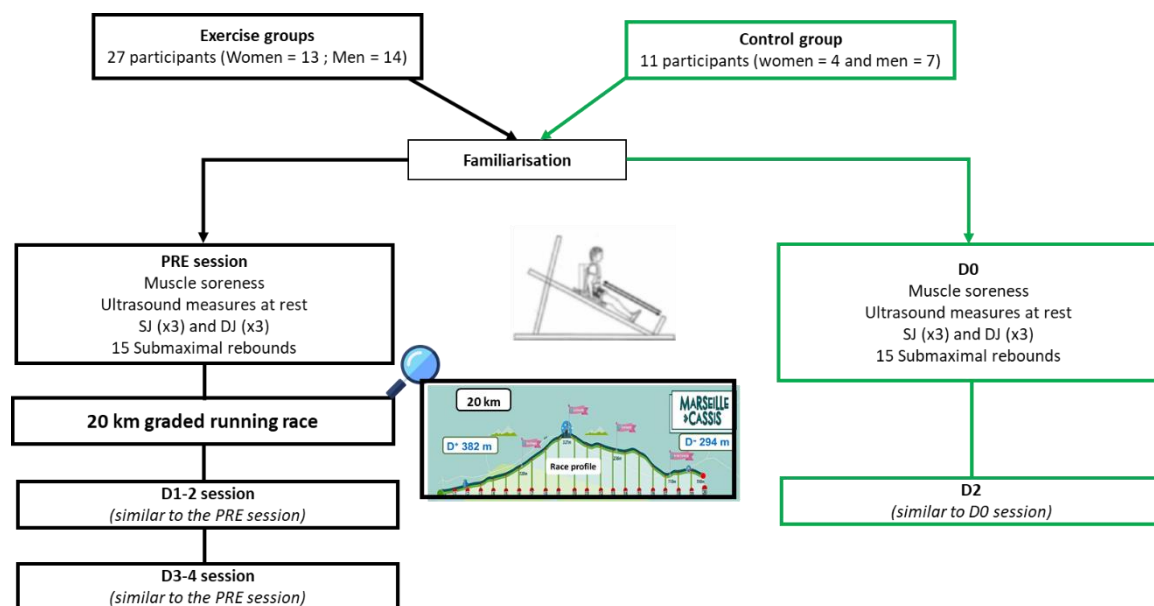 Exercise groups
27 participants (Women = 13 ; Men = 14)
Control group
11 participants (women = 4 and men = 7)
Familiarisation
PRE session
Muscle soreness
Ultrasound measures at rest
SJ (x3) and DJ (x3)
15 Submaximal rebounds
D0
Muscle soreness
Ultrasound measures at rest
SJ (x3) and DJ (x3)
15 Submaximal rebounds
20 km graded running race
20 km
MARSEILLE
CASSIS
D⁺ 382 m
D⁻ 294 m
Race profile
D1-2 session
(similar to the PRE session)
D2
(similar to D0 session)
D3-4 session
(similar to the PRE session)